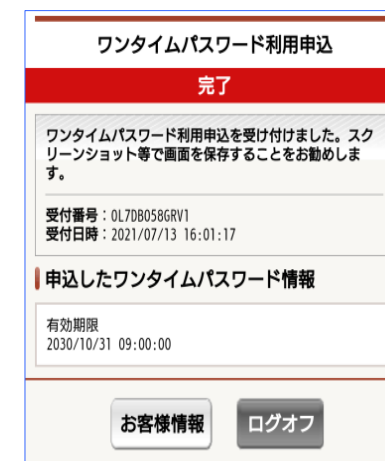 ワンタイムパスワード利用申込
完了
ワンタイムパスワード利用申込を受け付けました。スク
リーンショット等で画面を保存することをお勧めしま
す。
受付番号：0L7DB058GRV1
受付日時：2021/07/13 16:01:17
申込したワンタイムパスワード情報
有効期限
2030/10/31 09:00:00
お客様情報
ログオフ